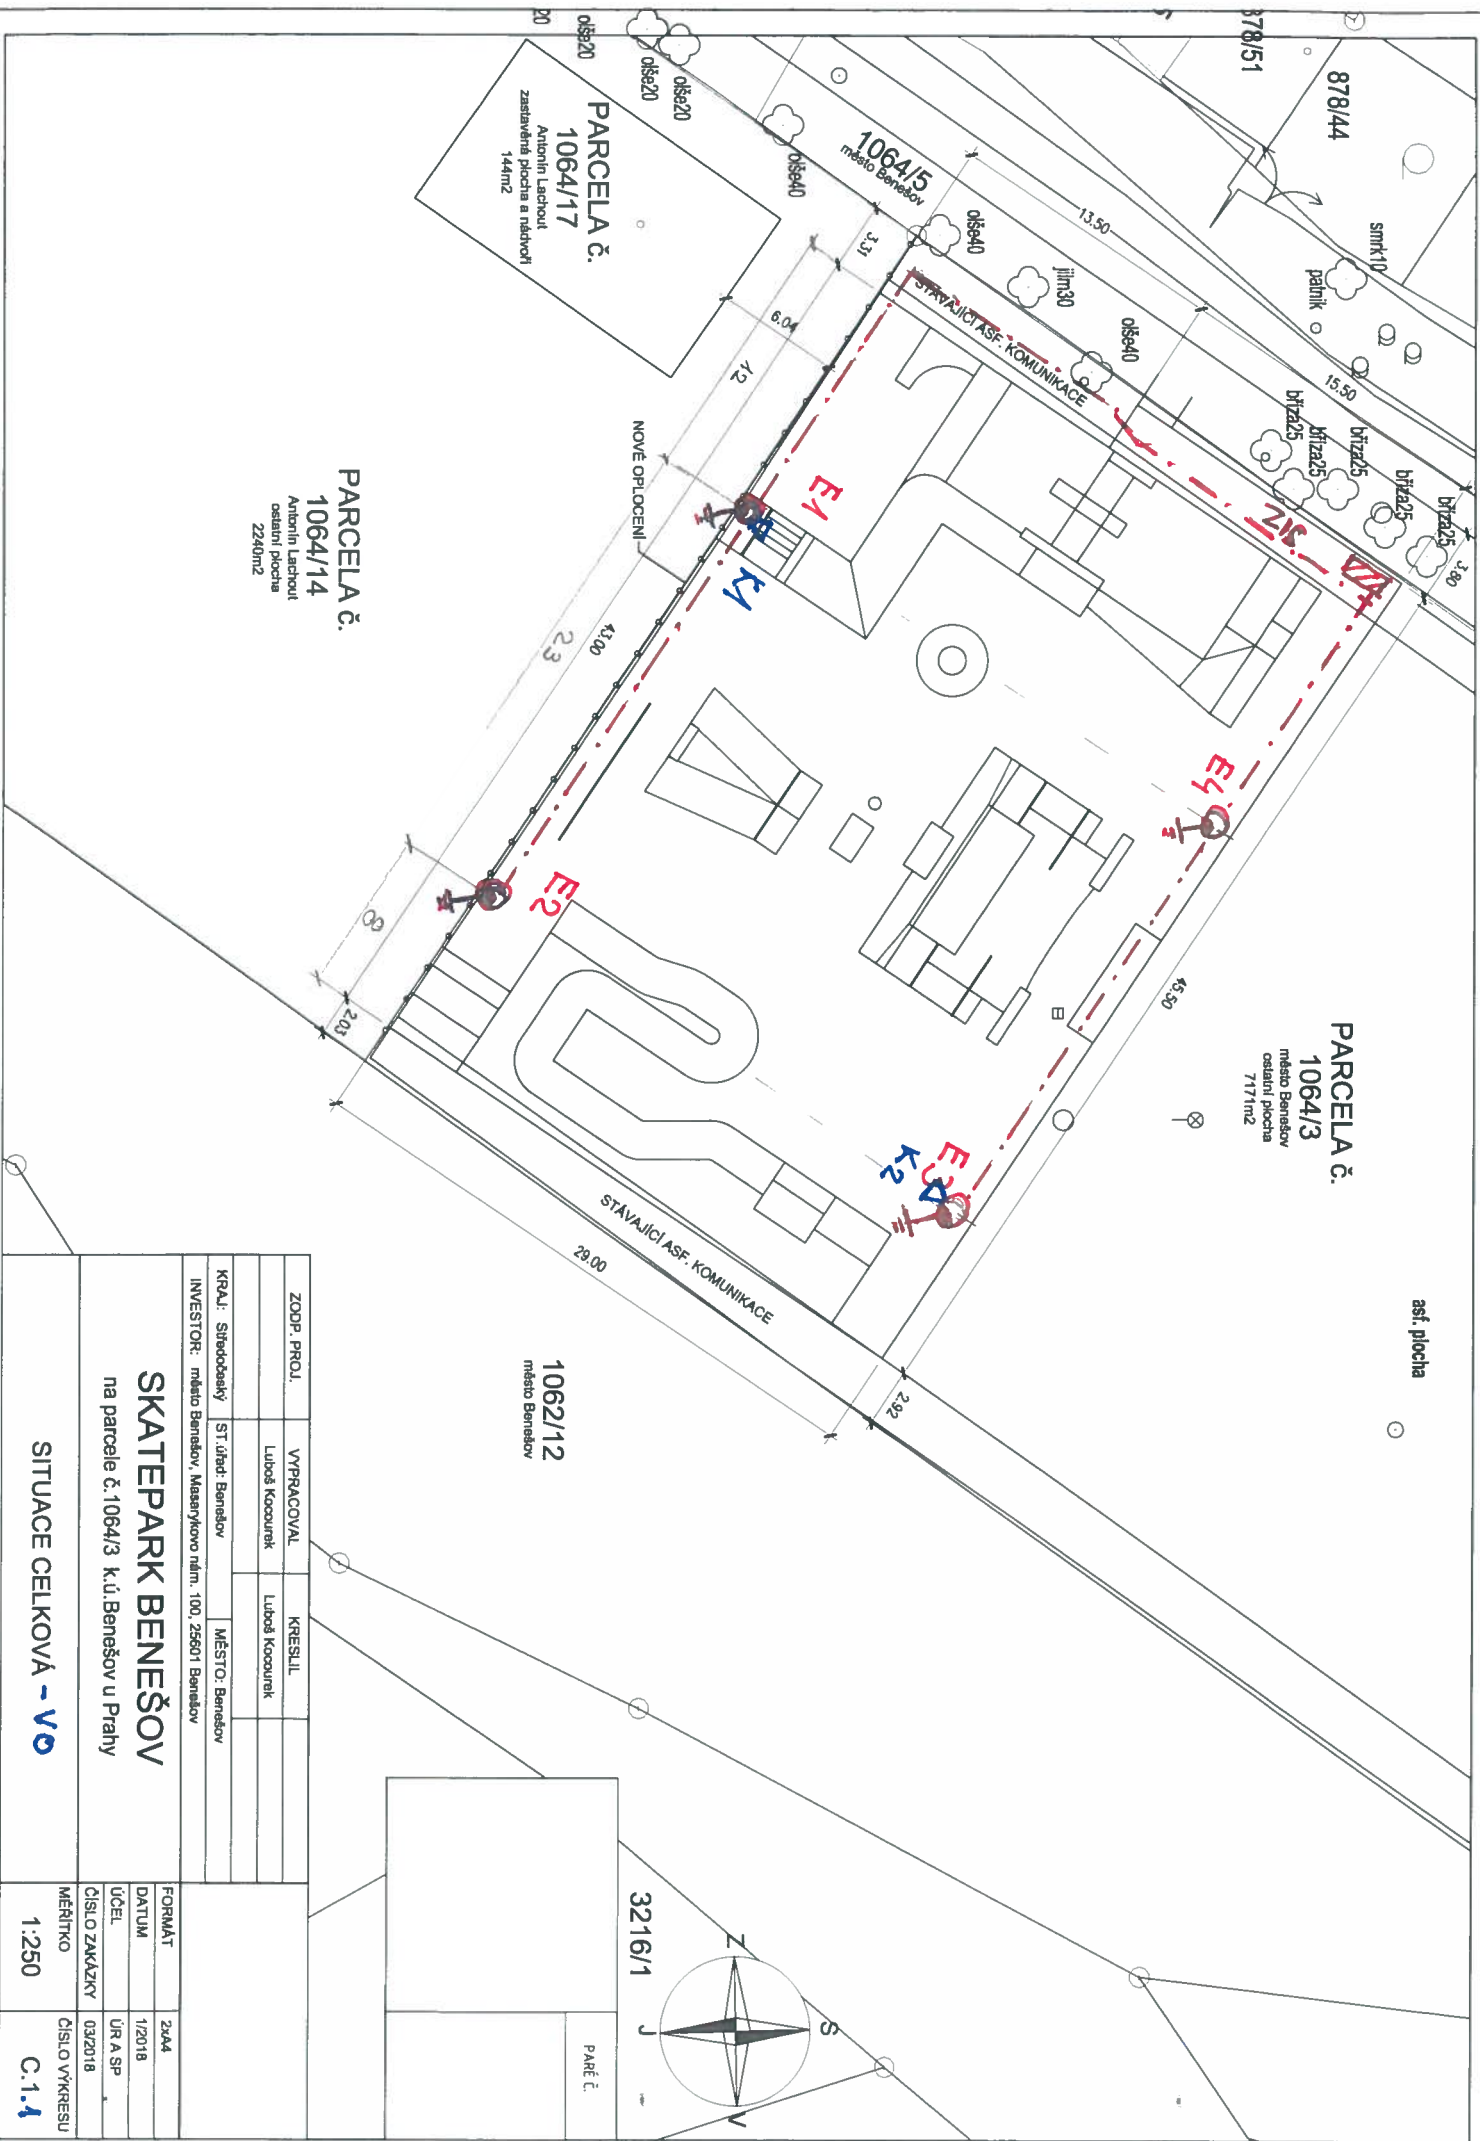 878/51
878/44
smrk10
patník
olše20
olše20
olše20
20
olše40
1064/5
město Benešov
olše40
jilm30
olše40
bříza25
bříza25
bříza25
bříza25
bříza25
13.50
15.50
3.80
3.31
6.04
12
43.00
23
8
2.03
29.00
2.92
45.50
STÁVAJÍCÍ ASF. KOMUNIKACE
STÁVAJÍCÍ ASF. KOMUNIKACE
NOVÉ OPLOCENÍ
E1
K1
E2
E3
K2
E4
PARCELA č.
1064/17
Antonín Lachout
zastavěná plocha a nádvoří
144m2
PARCELA č.
1064/14
Antonín Lachout
ostatní plocha
2240m2
PARCELA č.
1064/3
město Benešov
ostatní plocha
7171m2
asf. plocha
1062/12
město Benešov
3216/1
S
Z
V
J
PARÉ Č.
ZODP. PROJ.
VYPRACOVAL
KRESLIL
Luboš Kocourek
Luboš Kocourek
KRAJ: Středočeský
ST.úřad: Benešov
MĚSTO: Benešov
INVESTOR: město Benešov, Masarykovo nám. 100, 25601 Benešov
SKATEPARK BENEŠOV
na parcele č.1064/3 k.ú.Benešov u Prahy
SITUACE CELKOVÁ - VO
FORMÁT 2xA4
DATUM 1/2018
ÚČEL ÚR A SP
ČÍSLO ZAKÁZKY 03/2018
MĚŘÍTKO
1:250
ČÍSLO VÝKRESU
C.1.1